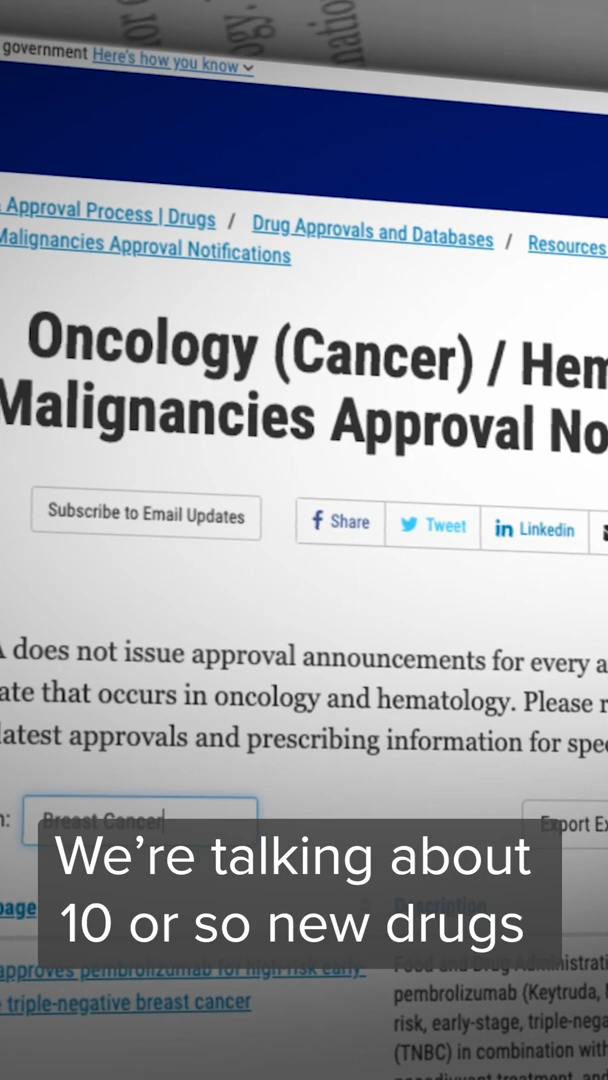 government Here's how you know
Approval Process | Drugs / Drug Approvals and Databases / Resources
Malignancies Approval Notifications
Oncology (Cancer) / Hem
Malignancies Approval No
Subscribe to Email Updates
Share
Tweet
in Linkedin
A does not issue approval announcements for every a
ate that occurs in oncology and hematology. Please r
latest approvals and prescribing information for spe
n: Breast Cancer
Export Ex
We're talking about
10 or so new drugs
page Description
approves pembrolizumab for high risk early-
triple-negative breast cancer
Food and Drug Administrati
pembrolizumab (Keytruda,
risk, early-stage, triple-nega
(TNBC) in combination with